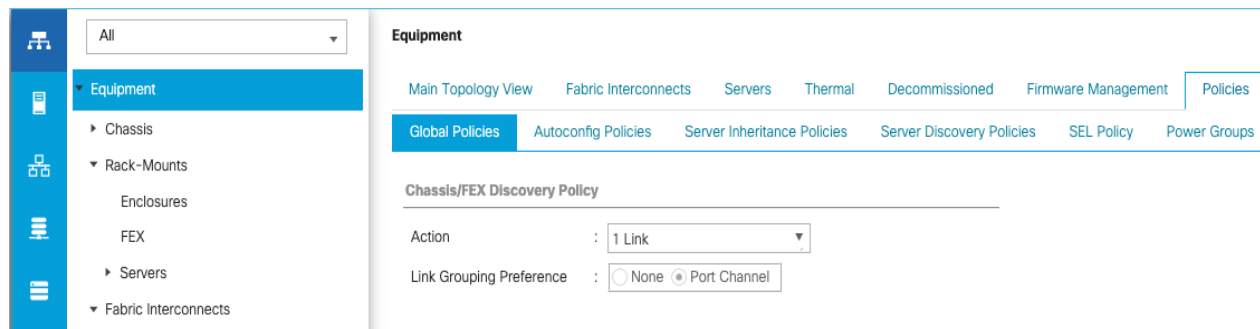 All
Equipment
Chassis
Rack-Mounts
Enclosures
FEX
Servers
Fabric Interconnects
Equipment
Main Topology View Fabric Interconnects Servers Thermal Decommissioned Firmware Management Policies
Global Policies Autoconfig Policies Server Inheritance Policies Server Discovery Policies SEL Policy Power Groups
Chassis/FEX Discovery Policy
Action : 1 Link
Link Grouping Preference : None Port Channel